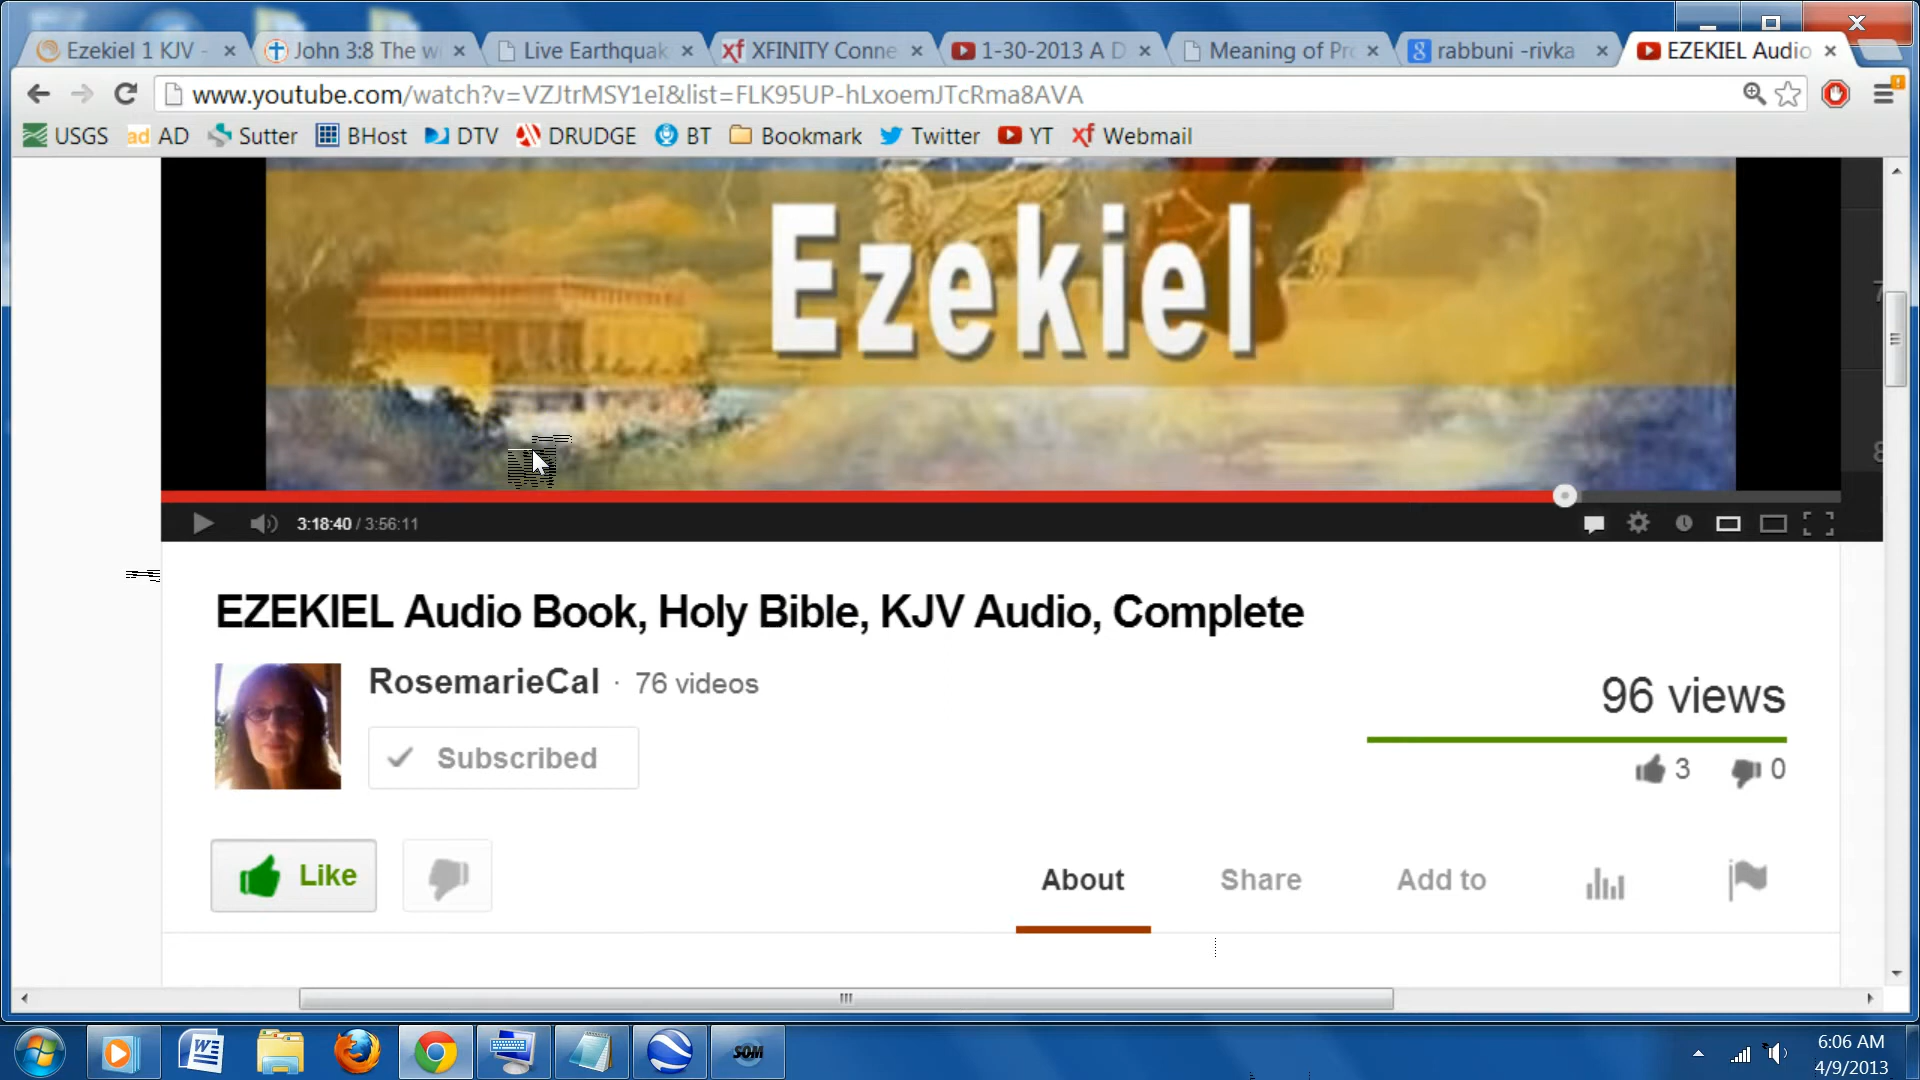 Ezekiel 1 KJV - John 3:8 The w Live Earthquak XFINITY Conne 1-30-2013 A D Meaning of Pr rabbuni -rivka EZEKIEL Audio
www.youtube.com/watch?v=VZJtrMSY1eI&list=FLK95UP-hLxoemJTcRma8AVA
USGS ad AD Sutter BHost DTV DRUDGE BT Bookmark Twitter YT xf Webmail
Ezekiel
3:18:40 / 3:56:11
EZEKIEL Audio Book, Holy Bible, KJV Audio, Complete
RosemarieCal · 76 videos
96 views
Subscribed
3 0
Like
About Share Add to
SOM
6:06 AM
4/9/2013